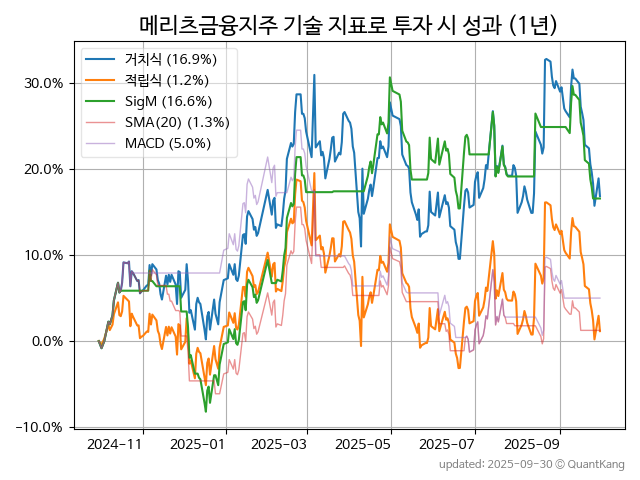 메리츠금융지주 기술 지표로 투자 시 성과 (1년)
거치식 (16.9%)
적립식 (1.2%)
SigM (16.6%)
SMA(20) (1.3%)
MACD (5.0%)
30.0%
20.0%
10.0%
0.0%
−10.0%
2024-11 2025-01 2025-03 2025-05 2025-07 2025-09
updated: 2025-09-30 © QuantKang